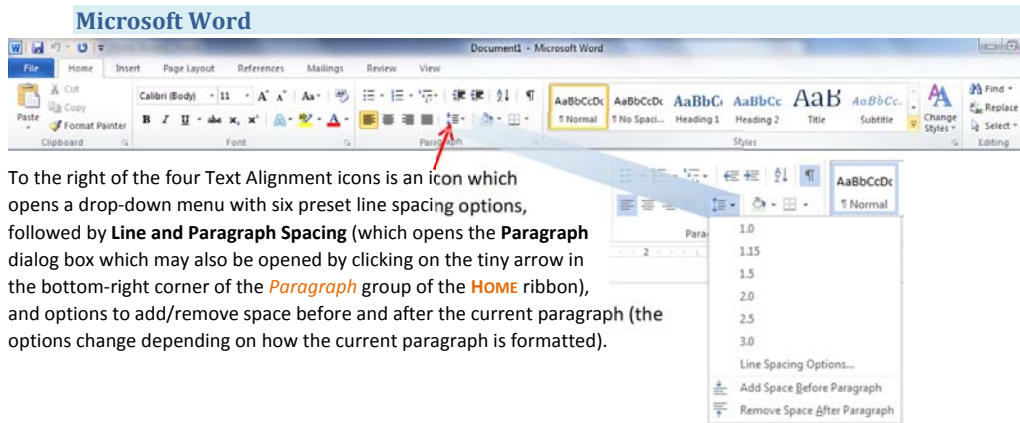 Microsoft Word
Document1 - Microsoft Word
File Home Insert Page Layout References Mailings Review View
Cut
Copy
Paste
Format Painter
Clipboard
Calibri (Body) 11 A A Aa
B I U abc x, x² A A
Font
Paragraph
AaBbCcDc AaBbCcDc AaBbC AaBbCc AaB AaBbCc.
¶ Normal ¶ No Spaci... Heading 1 Heading 2 Title Subtitle
Change Styles
Styles
Find
Replace
Select
Editing
To the right of the four Text Alignment icons is an icon which
opens a drop-down menu with six preset line spacing options,
followed by Line and Paragraph Spacing (which opens the Paragraph
dialog box which may also be opened by clicking on the tiny arrow in
the bottom-right corner of the Paragraph group of the HOME ribbon),
and options to add/remove space before and after the current paragraph (the
options change depending on how the current paragraph is formatted).
AaBbCcDc
¶ Normal
Para
2
1.0
1.15
1.5
2.0
2.5
3.0
Line Spacing Options...
Add Space Before Paragraph
Remove Space After Paragraph